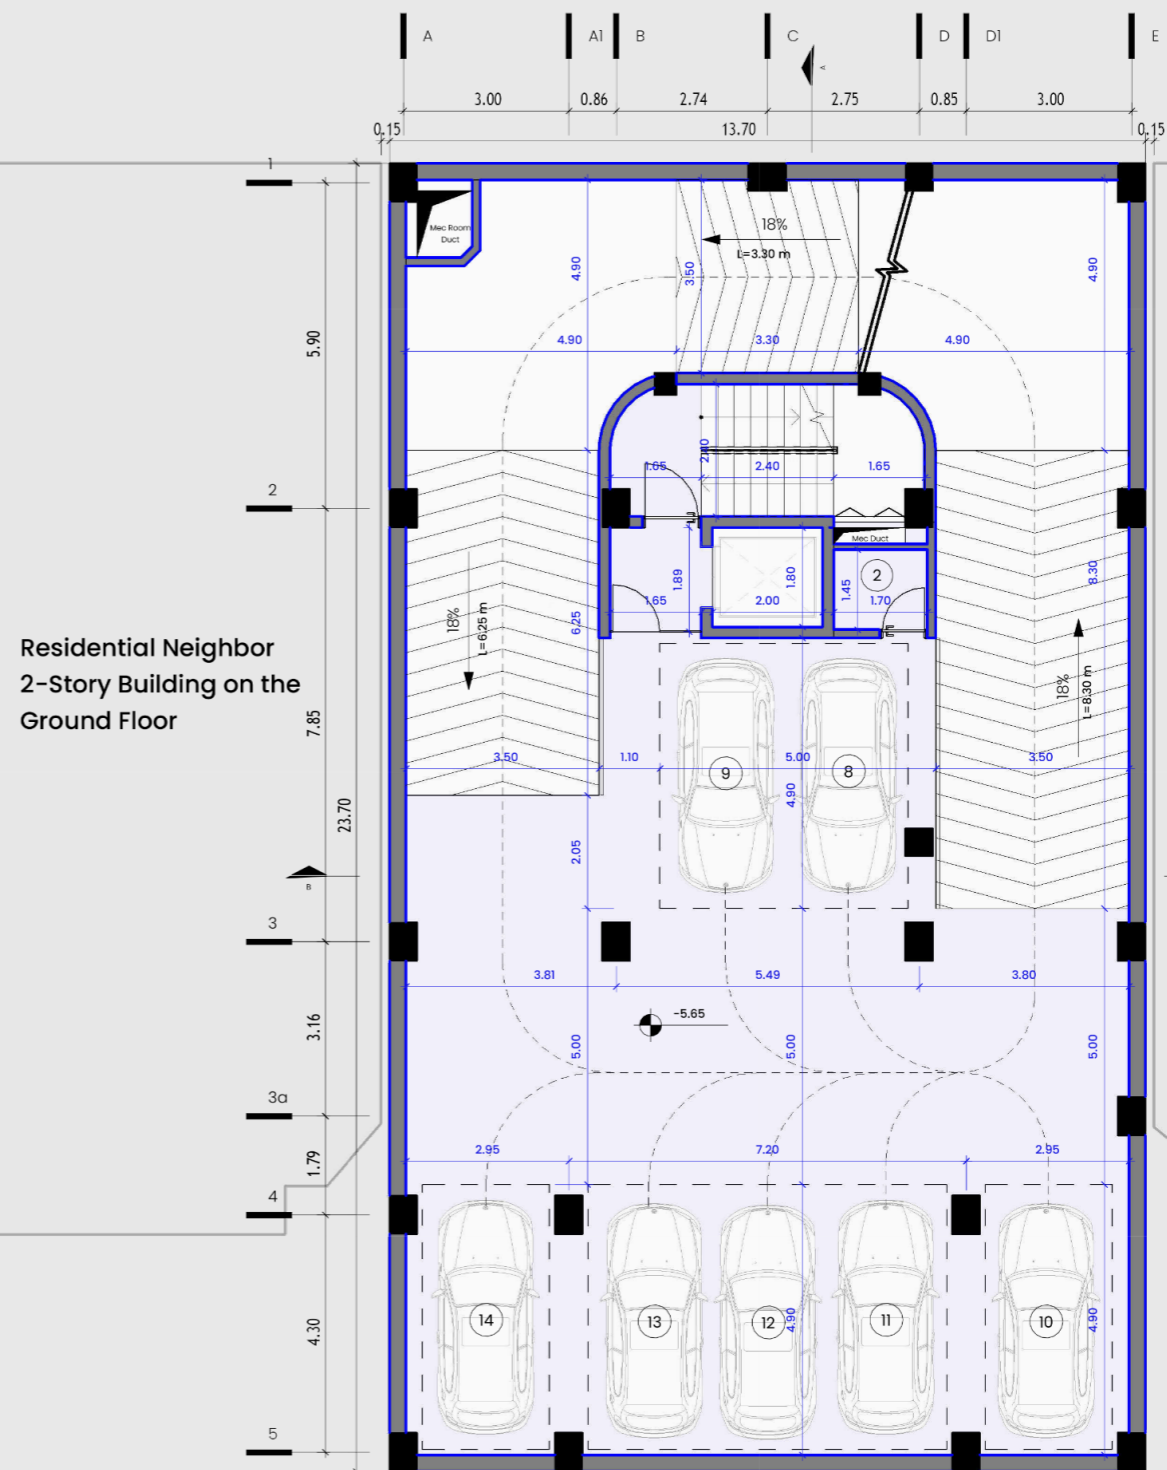 A A1 B C D D1 E
A
3.00 0.86 2.74 2.75 0.85 3.00
0.15 13.70 0.15
1
Mec Room
Duct
18%
L=3.30 m
4.90
3.50
4.90
5.90
4.90 3.30 4.90
2.40
1.65 2.40 1.65
2
Mec Duct
2
1.89
1.80
1.45
8.30
1.65 2.00 1.70
18%
L=6.25 m
6.25
Residential Neighbor
2-Story Building on the
Ground Floor
7.85
18%
L=8.30 m
3.50 1.10 5.00 3.50
9 8
4.90
23.70
2.05
B
3
3.81 5.49 3.80
-5.65
3.16
5.00
5.00
5.00
3a
2.95 7.20 2.95
1.79
4
14 13 12 11 10
4.90
4.90
4.30
5